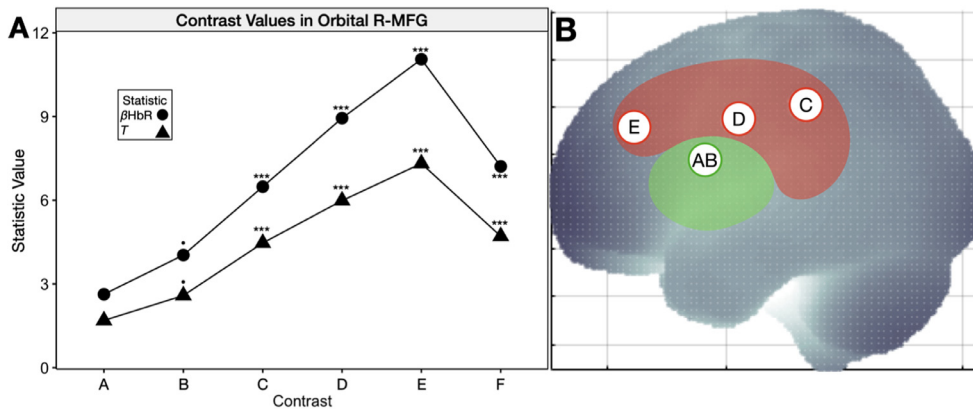 A
Contrast Values in Orbital R-MFG
12
9
6
3
0
Statistic Value
Statistic
βHbR
T
•
•
***
***
***
***
***
***
***
***
A B C D E F
Contrast
B
E
D
C
AB